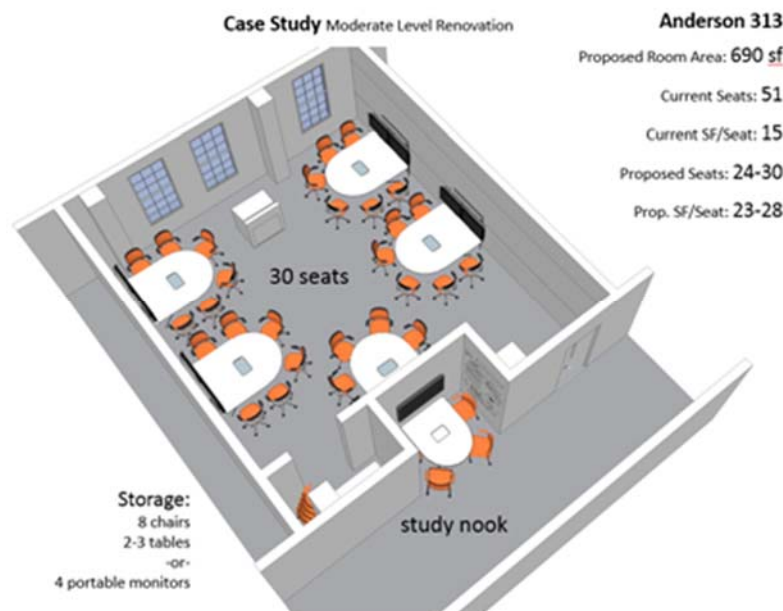 Case Study Moderate Level Renovation
Anderson 313
Proposed Room Area: 690 sf
Current Seats: 51
Current SF/Seat: 15
Proposed Seats: 24-30
Prop. SF/Seat: 23-28
30 seats
study nook
Storage:
8 chairs
2-3 tables
-or-
4 portable monitors